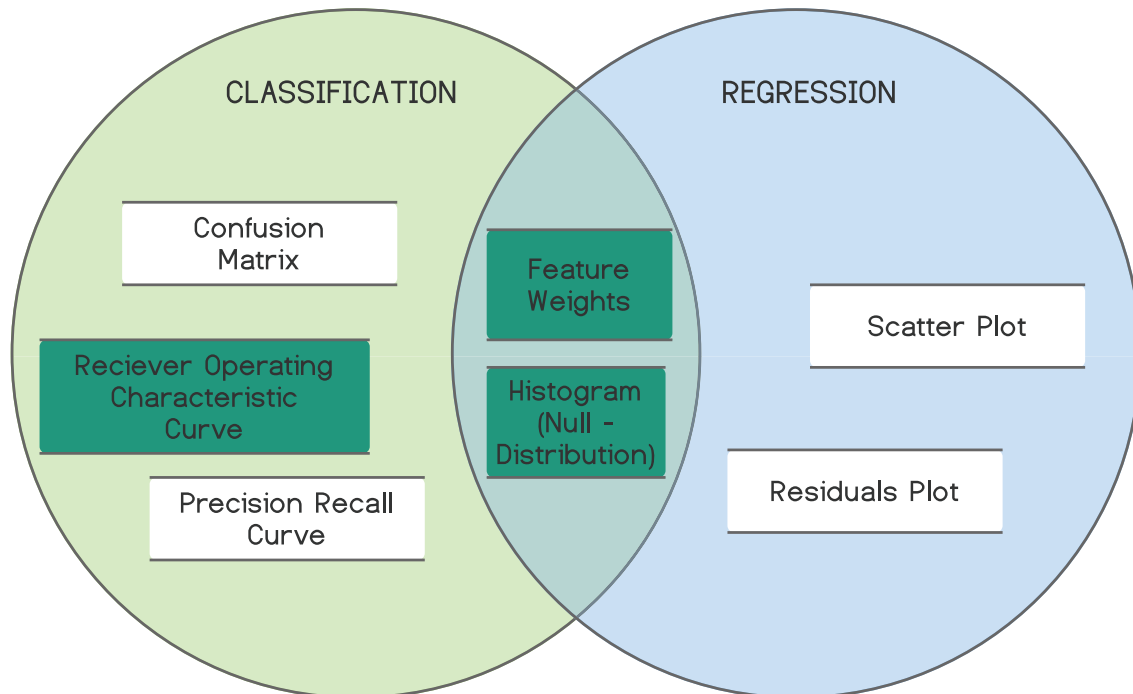 CLASSIFICATION
REGRESSION
Confusion
Matrix
Feature
Weights
Scatter Plot
Reciever Operating
Characteristic
Curve
Histogram
(Null -
Distribution)
Precision Recall
Curve
Residuals Plot